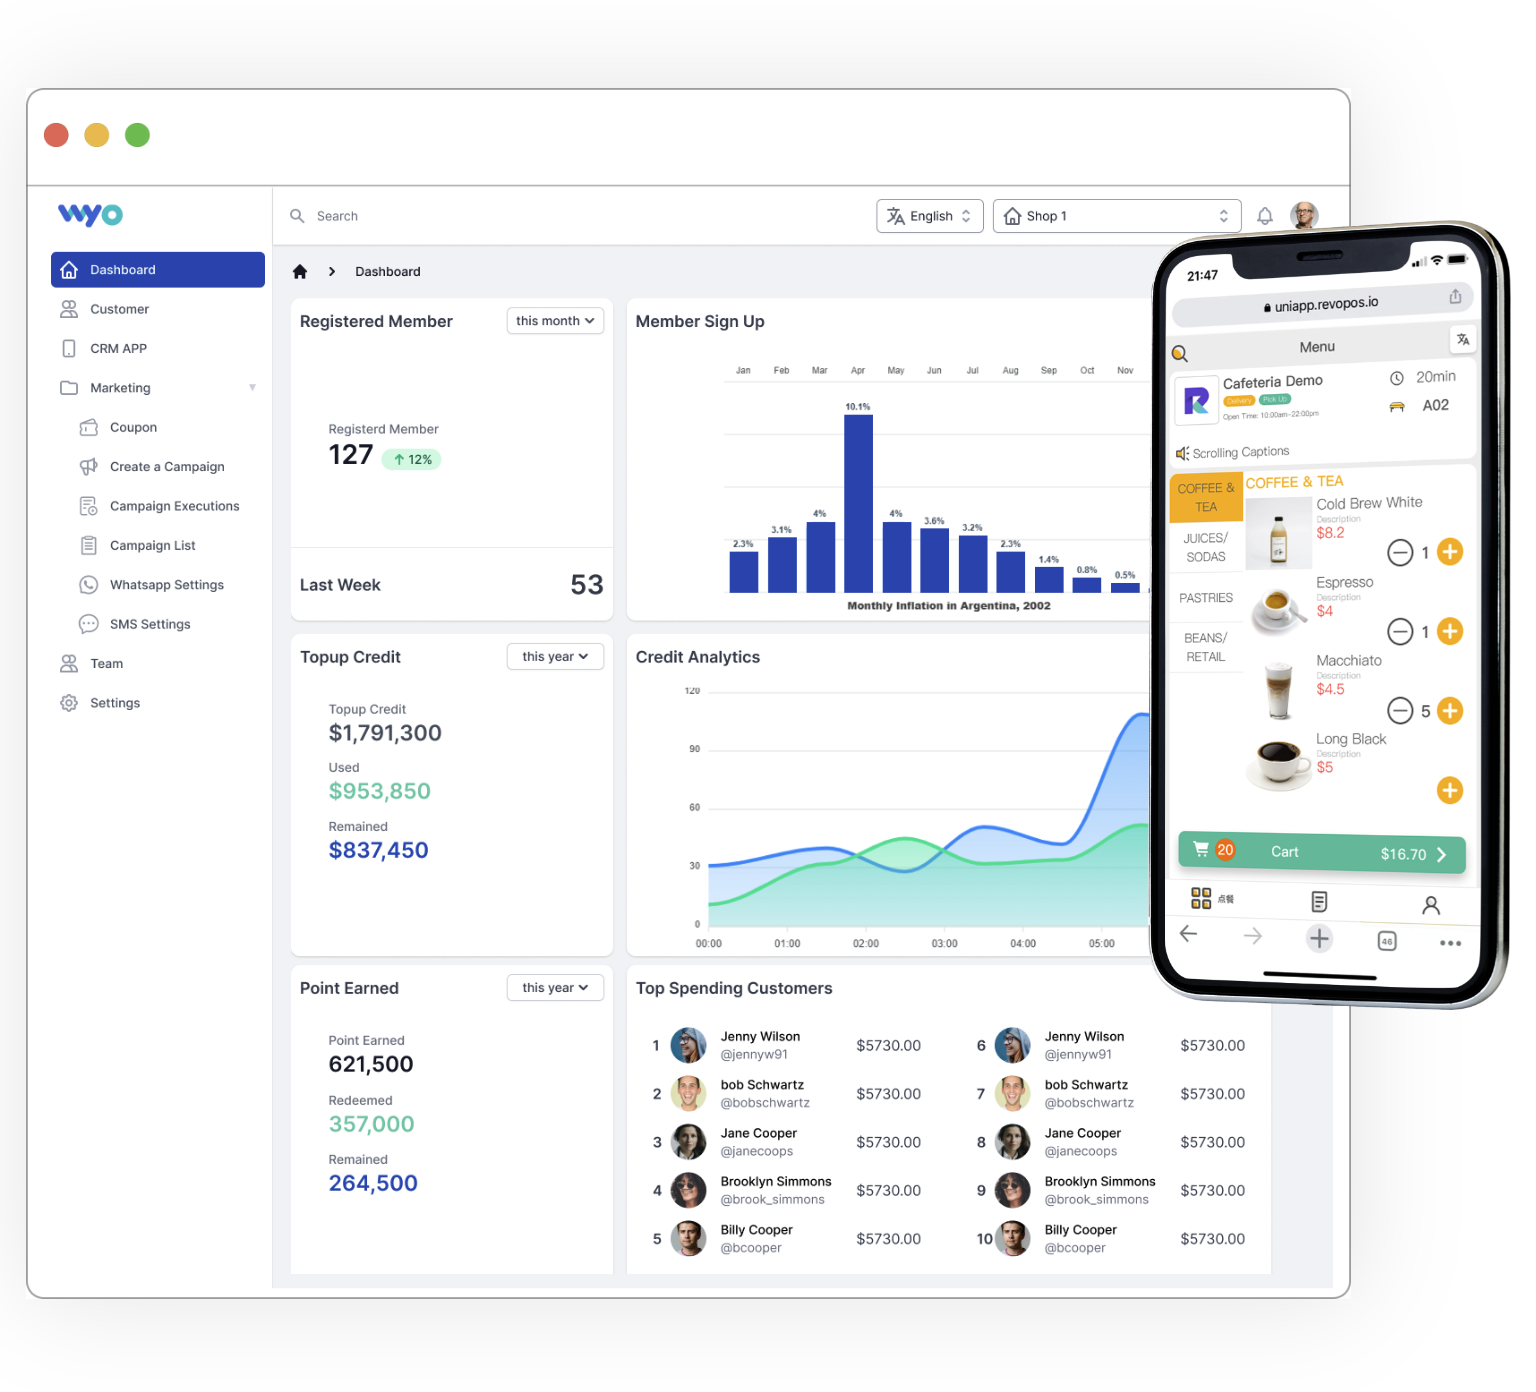 wyo
Search
English
Shop 1
Dashboard
Customer
CRM APP
Marketing
Coupon
Create a Campaign
Campaign Executions
Campaign List
Whatsapp Settings
SMS Settings
Team
Settings
Dashboard
Registered Member
this month
Registerd Member
127
12%
Last Week
53
Member Sign Up
Jan Feb Mar Apr May Jun Jul Aug Sep Oct Nov
2.3% 3.1% 4% 10.1% 4% 3.6% 3.2% 2.3% 1.4% 0.8% 0.5%
Monthly Inflation in Argentina, 2002
Topup Credit
this year
Topup Credit
$1,791,300
Used
$953,850
Remained
$837,450
Credit Analytics
120
90
60
30
0
00:00 01:00 02:00 03:00 04:00 05:00
Point Earned
this year
Point Earned
621,500
Redeemed
357,000
Remained
264,500
Top Spending Customers
1 Jenny Wilson $5730.00
@jennyw91
2 bob Schwartz $5730.00
@bobschwartz
3 Jane Cooper $5730.00
@janecoops
4 Brooklyn Simmons $5730.00
@brook_simmons
5 Billy Cooper $5730.00
@bcooper
6 Jenny Wilson $5730.00
@jennyw91
7 bob Schwartz $5730.00
@bobschwartz
8 Jane Cooper $5730.00
@janecoops
9 Brooklyn Simmons $5730.00
@brook_simmons
10 Billy Cooper $5730.00
@bcooper
21:47
uniapp.revopos.io
Menu
Cafeteria Demo
20min
Delivery Pick Up
A02
Open Time: 10:00am-22:00pm
Scrolling Captions
COFFEE &
TEA
JUICES/
SODAS
PASTRIES
BEANS/
RETAIL
COFFEE & TEA
Cold Brew White
Description
$8.2
1
Espresso
Description
$4
1
Macchiato
Description
$4.5
5
Long Black
Description
$5
20 Cart $16.70
点餐
46